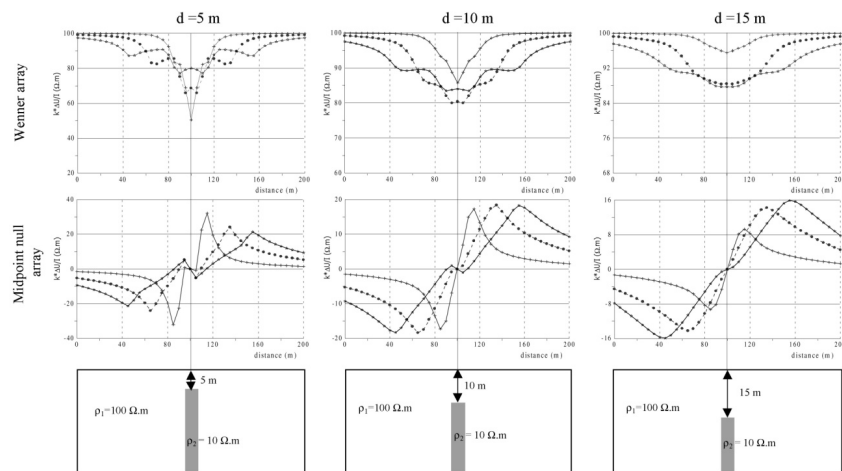 d =5 m
d =10 m
d =15 m
Wenner array
k*ΔU/I (Ω.m)
100
80
60
40
20
0 40 80 120 160 200
distance (m)
k*ΔU/I (Ω.m)
100
95
90
85
80
0 40 80 120 160 200
distance (m)
k*ΔU/I (Ω.m)
100
92
84
76
68
0 40 80 120 160 200
distance (m)
Midpoint null
array
k*ΔU/I (Ω.m)
40
20
0
-20
-40
0 40 80 120 160 200
distance (m)
k*ΔU/I (Ω.m)
20
10
0
-10
-20
0 40 80 120 160 200
distance (m)
k*ΔU/I (Ω.m)
16
8
0
-8
-16
0 40 80 120 160 200
distance (m)
5 m
ρ₁=100 Ω.m
ρ₂= 10 Ω.m
10 m
ρ₁=100 Ω.m
ρ₂= 10 Ω.m
15 m
ρ₁=100 Ω.m
ρ₂= 10 Ω.m